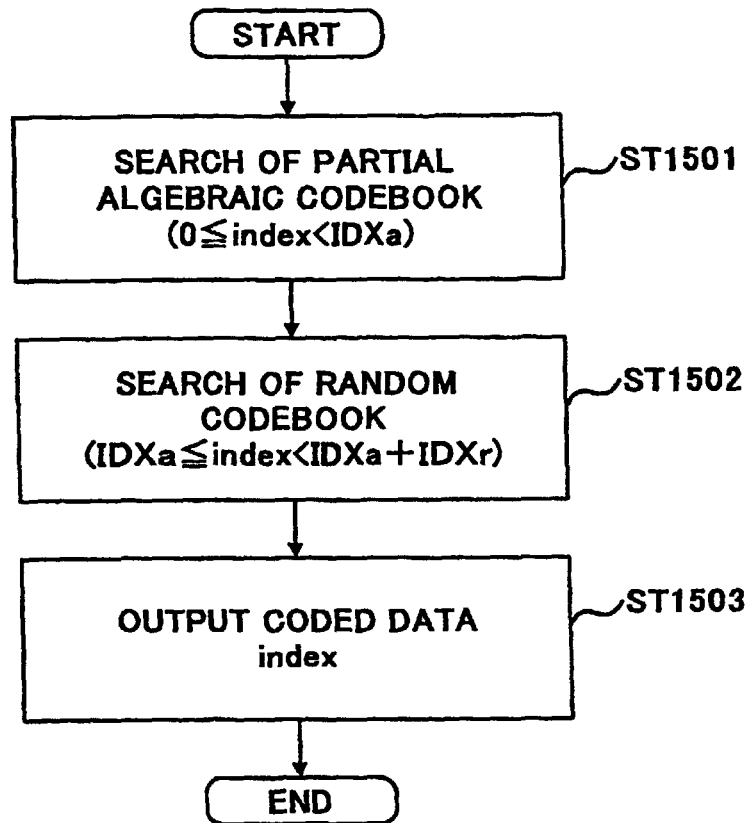 START
SEARCH OF PARTIAL
ALGEBRAIC CODEBOOK
(0≦index<IDXa)
ST1501
SEARCH OF RANDOM
CODEBOOK
(IDXa≦index<IDXa+IDXr)
ST1502
OUTPUT CODED DATA
index
ST1503
END